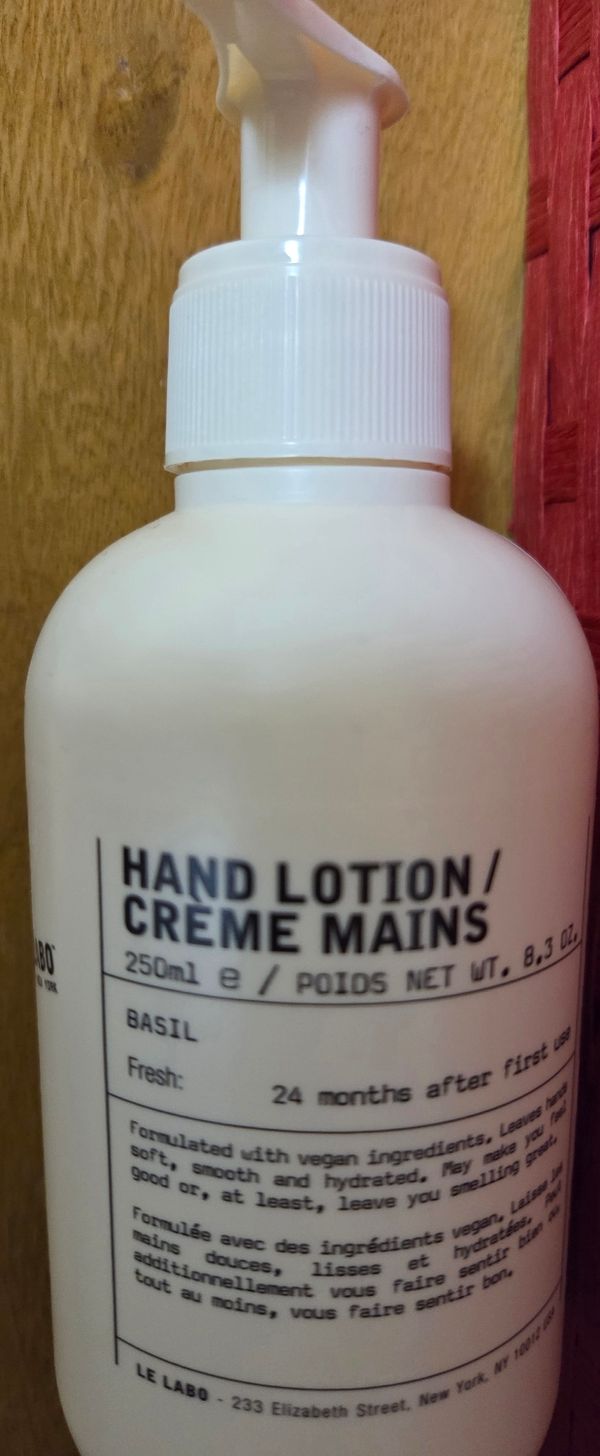 HAND LOTION /
CRÈME MAINS
250ml e / POIDS NET WT. 8.3 OZ.
BASIL
Fresh: 24 months after first use
Formulated with vegan ingredients. Leaves hands
soft, smooth and hydrated. May make you feel
good or, at least, leave you smelling great.
Formulée avec des ingrédients vegan. Laisse les
mains douces, lisses et hydratées. Peut
additionnellement vous faire sentir bien ou
tout au moins, vous faire sentir bon.
LE LABO - 233 Elizabeth Street, New York, NY 10012 USA
ABO
YORK